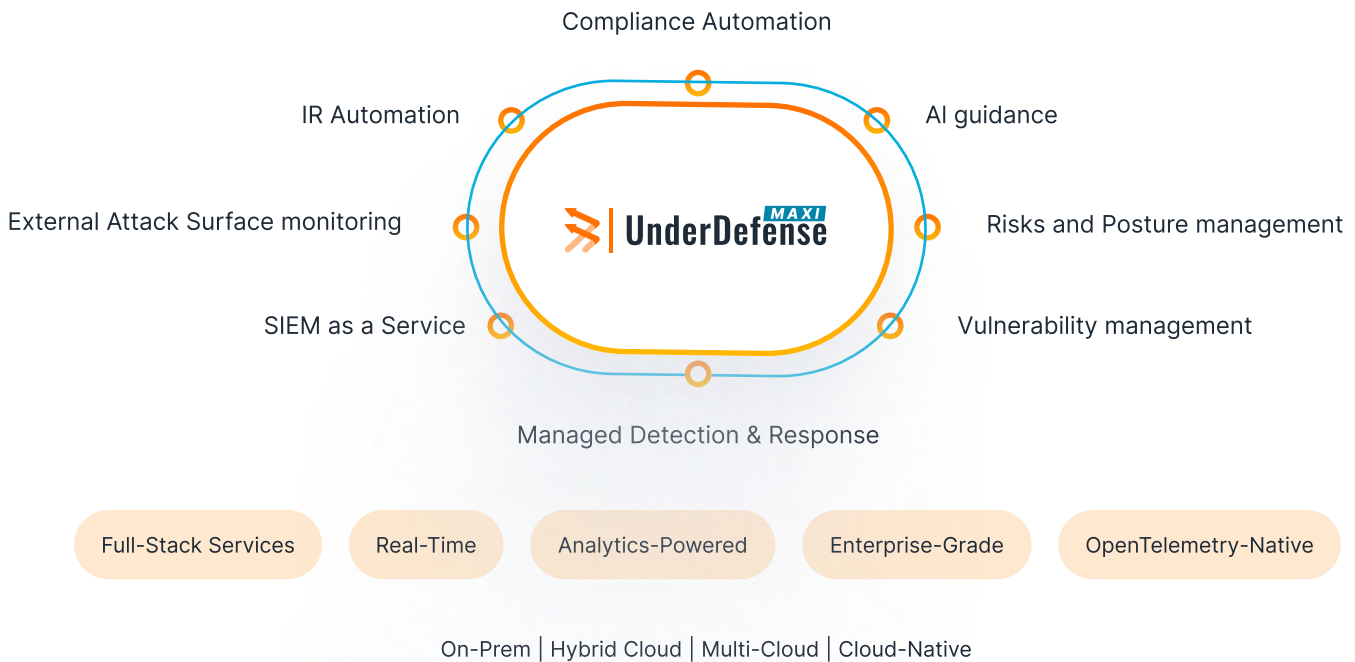 Compliance Automation
IR Automation
AI guidance
External Attack Surface monitoring
Risks and Posture management
MAXI
UnderDefense
SIEM as a Service
Vulnerability management
Managed Detection & Response
Full-Stack Services
Real-Time
Analytics-Powered
Enterprise-Grade
OpenTelemetry-Native
On-Prem | Hybrid Cloud | Multi-Cloud | Cloud-Native